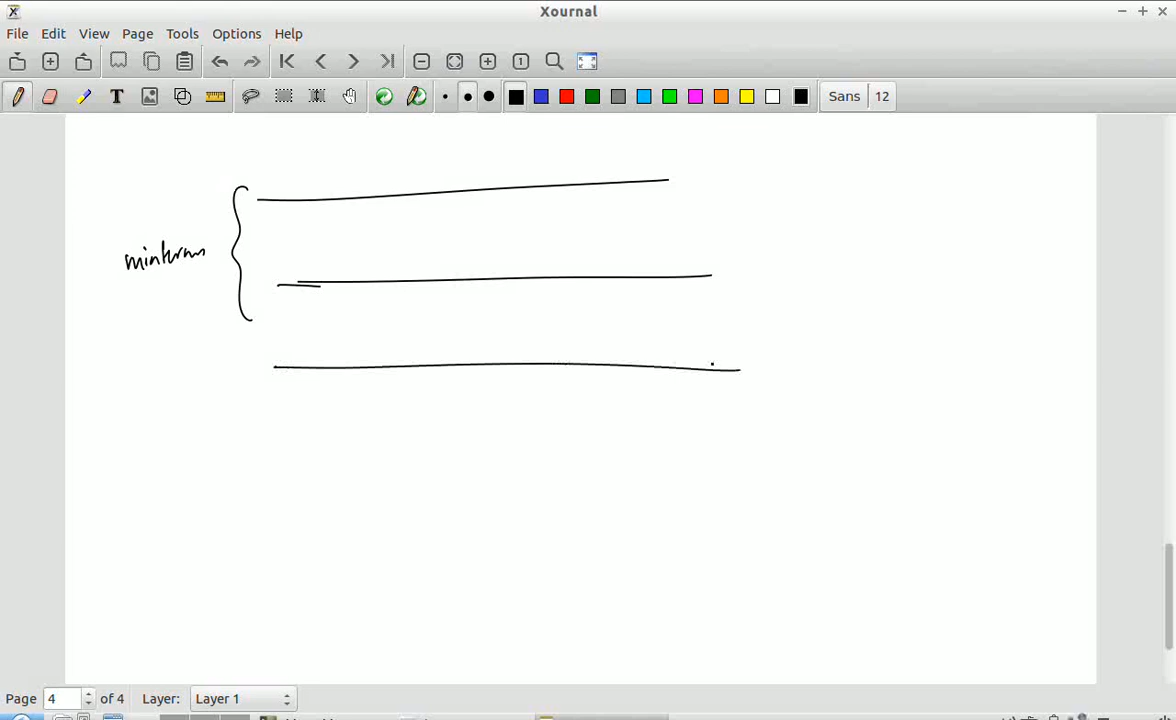 Xournal
File Edit View Page Tools Options Help
Sans 12
minterms
Page 4 of 4 Layer: Layer 1